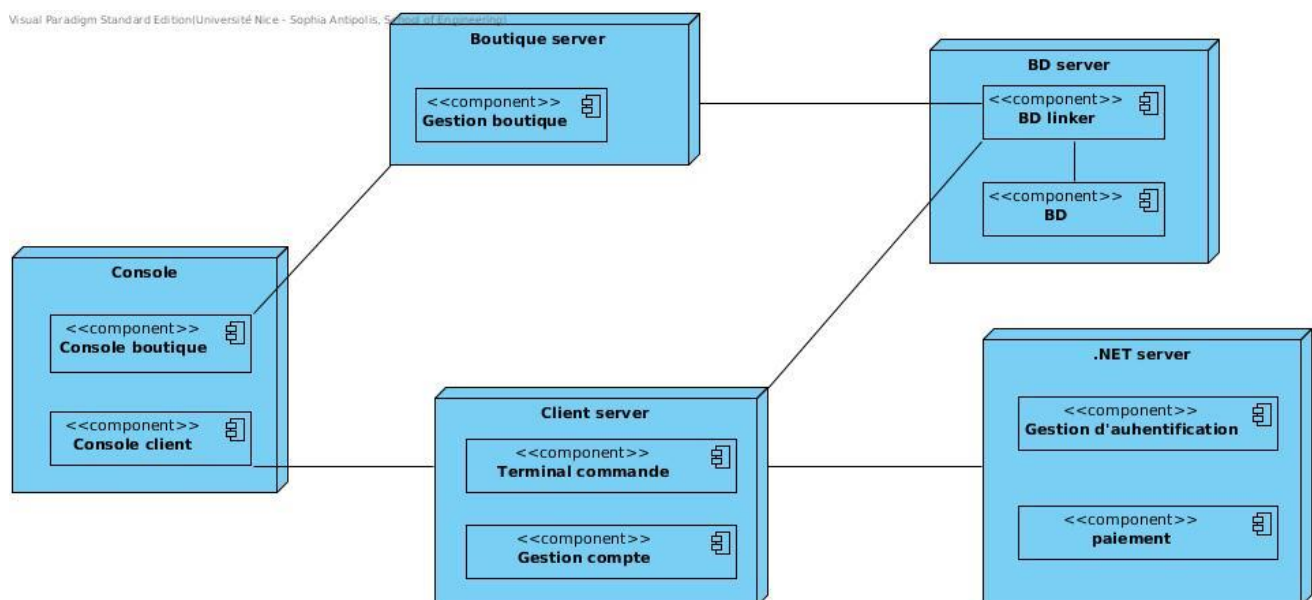 Visual Paradigm Standard Edition(Université Nice - Sophia Antipolis, School of Engineering)
Boutique server
<<component>>
Gestion boutique
BD server
<<component>>
BD linker
<<component>>
BD
Console
<<component>>
Console boutique
<<component>>
Console client
Client server
<<component>>
Terminal commande
<<component>>
Gestion compte
.NET server
<<component>>
Gestion d'auhentification
<<component>>
paiement